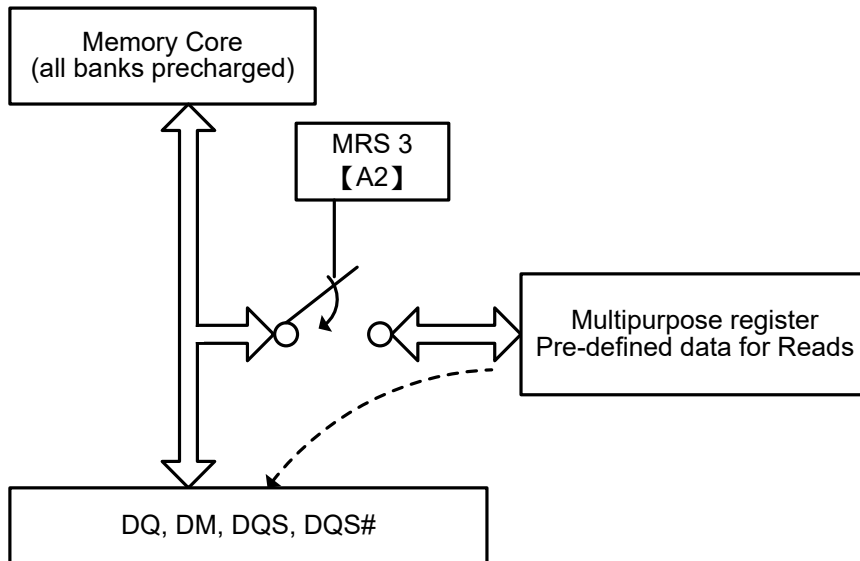 Memory Core
(all banks precharged)
MRS 3
【A2】
Multipurpose register
Pre-defined data for Reads
DQ, DM, DQS, DQS#